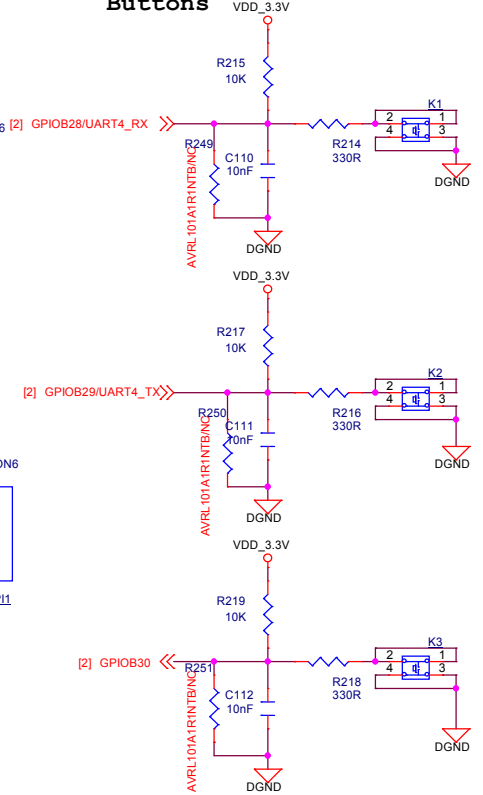 Buttons
VDD_3.3V
R215
10K
6
[2] GPIOB28/UART4_RX
R249
C110
10nF
AVRL101A1R1NTB/NC
R214
330R
K1
2 1
4 3
DGND
DGND
VDD_3.3V
R217
10K
[2] GPIOB29/UART4_TX
R250
C111
10nF
AVRL101A1R1NTB/NC
R216
330R
K2
2 1
4 3
DGND
DGND
ON6
PI1
VDD_3.3V
R219
10K
[2] GPIOB30
R251
C112
10nF
AVRL101A1R1NTB/NC
R218
330R
K3
2 1
4 3
DGND
DGND